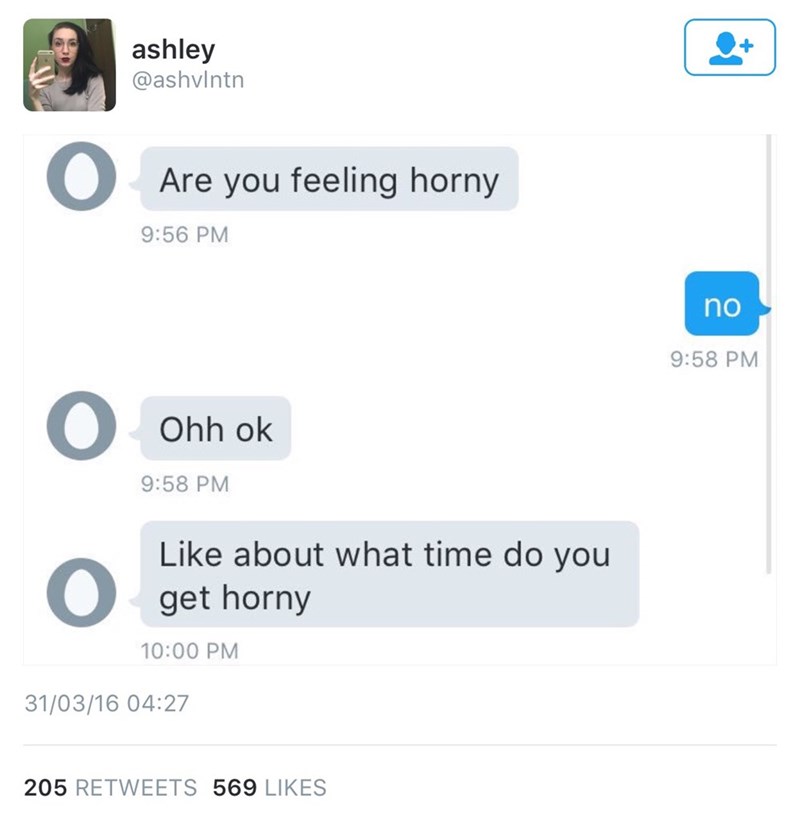 ashley
@ashvlntn
Are you feeling horny
9:56 PM
no
9:58 PM
Ohh ok
9:58 PM
Like about what time do you
get horny
10:00 PM
31/03/16 04:27
205 RETWEETS 569 LIKES